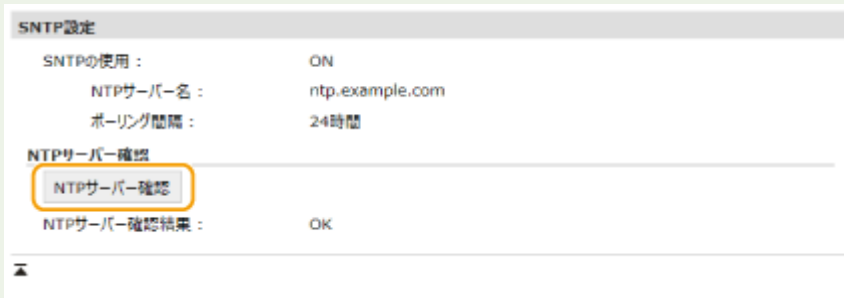 SNTP設定
SNTPの使用： ON
NTPサーバー名： ntp.example.com
ポーリング間隔： 24時間
NTPサーバー確認
NTPサーバー確認
NTPサーバー確認結果： OK